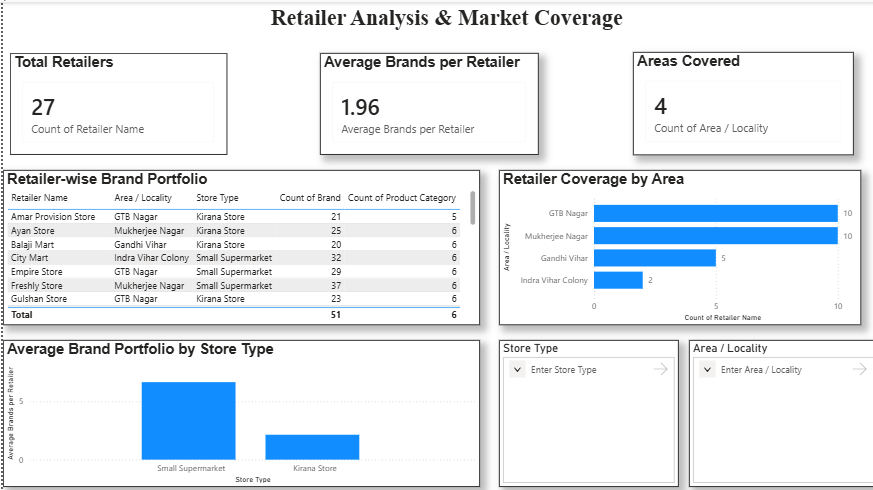 Retailer Analysis & Market Coverage
Total Retailers
27
Count of Retailer Name
Average Brands per Retailer
1.96
Average Brands per Retailer
Areas Covered
4
Count of Area / Locality
Retailer-wise Brand Portfolio
Retailer Name Area / Locality Store Type Count of Brand Count of Product Category
Amar Provision Store GTB Nagar Kirana Store 21 5
Ayan Store Mukherjee Nagar Kirana Store 25 6
Balaji Mart Gandhi Vihar Kirana Store 20 6
City Mart Indra Vihar Colony Small Supermarket 32 6
Empire Store GTB Nagar Small Supermarket 29 6
Freshly Store Mukherjee Nagar Small Supermarket 37 6
Gulshan Store GTB Nagar Kirana Store 23 6
Total 51 6
Retailer Coverage by Area
Area / Locality
GTB Nagar 10
Mukherjee Nagar 10
Gandhi Vihar 5
Indra Vihar Colony 2
0 5 10
Count of Retailer Name
Average Brand Portfolio by Store Type
Average Brands per Retailer
5
0
Small Supermarket Kirana Store
Store Type
Store Type
Enter Store Type
Area / Locality
Enter Area / Locality